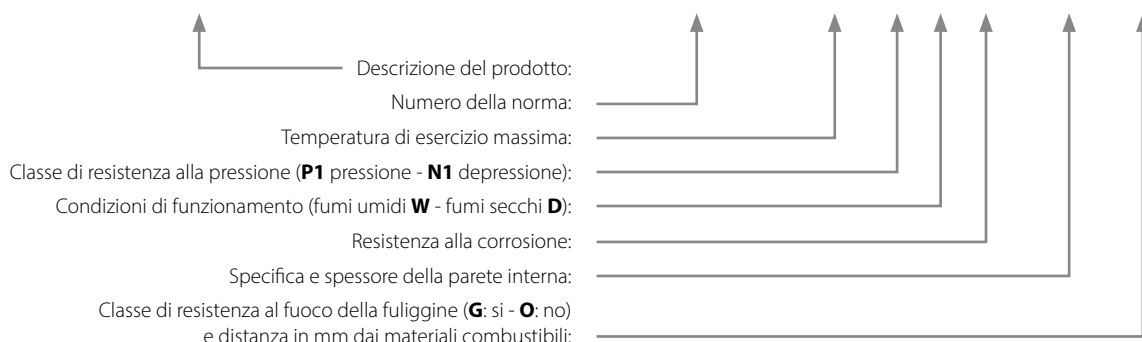 Descrizione del prodotto:
Numero della norma:
Temperatura di esercizio massima:
Classe di resistenza alla pressione (P1 pressione - N1 depressione):
Condizioni di funzionamento (fumi umidi W - fumi secchi D):
Resistenza alla corrosione:
Specifica e spessore della parete interna:
Classe di resistenza al fuoco della fuliggine (G: si - O: no)
e distanza in mm dai materiali combustibili: